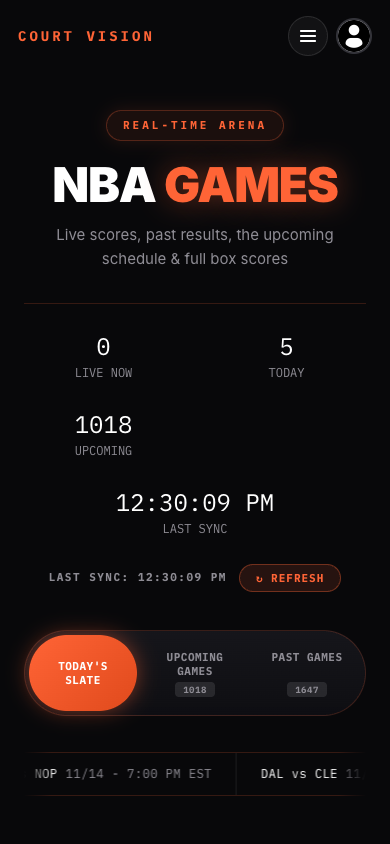 COURT VISION
REAL-TIME ARENA
NBA GAMES
Live scores, past results, the upcoming
schedule & full box scores
0 5
LIVE NOW TODAY
1018
UPCOMING
12:30:09 PM
LAST SYNC
LAST SYNC: 12:30:09 PM ↻ REFRESH
TODAY'S
SLATE
UPCOMING
GAMES
1018
PAST GAMES
1647
NOP 11/14 - 7:00 PM EST DAL vs CLE 11